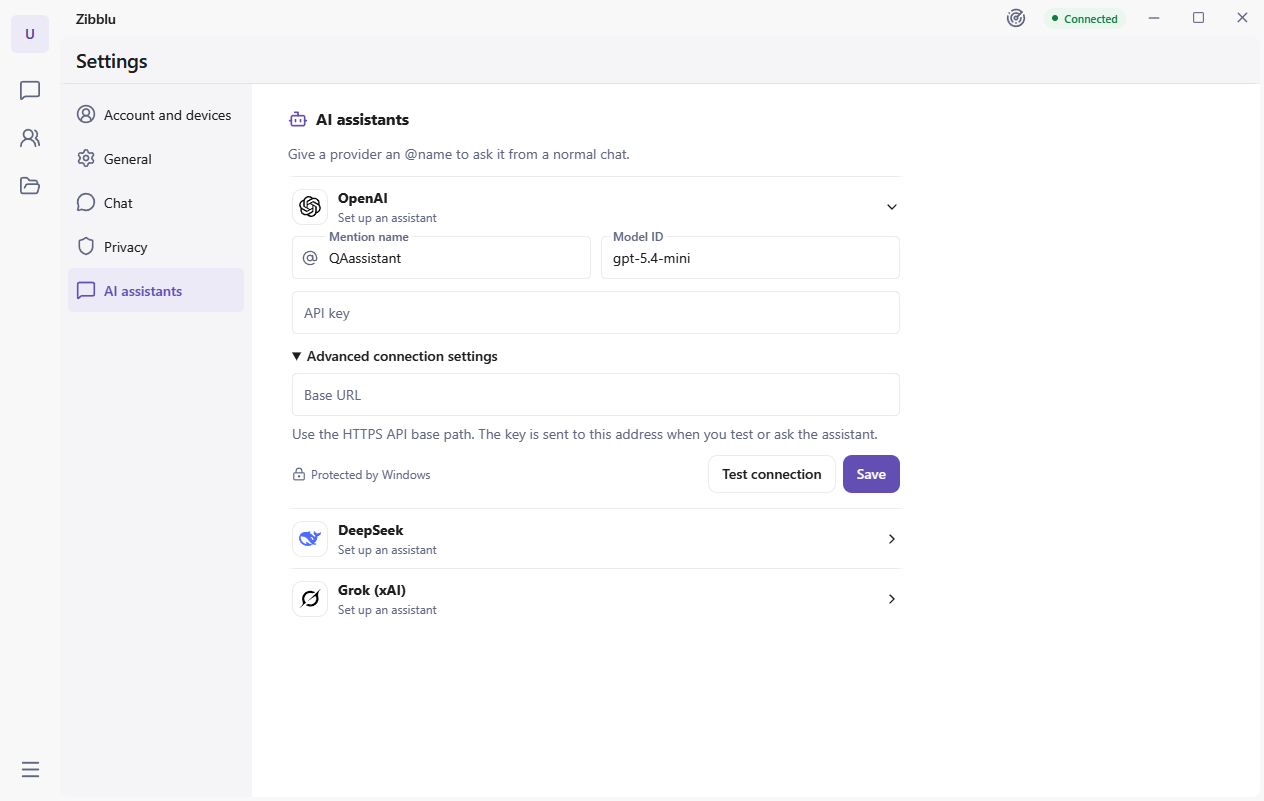 U
Zibblu
Connected
Settings
Account and devices
General
Chat
Privacy
AI assistants
AI assistants
Give a provider an @name to ask it from a normal chat.
OpenAI
Set up an assistant
Mention name
@ QAassistant
Model ID
gpt-5.4-mini
API key
▼ Advanced connection settings
Base URL
Use the HTTPS API base path. The key is sent to this address when you test or ask the assistant.
Protected by Windows
Test connection
Save
DeepSeek
Set up an assistant
Grok (xAI)
Set up an assistant